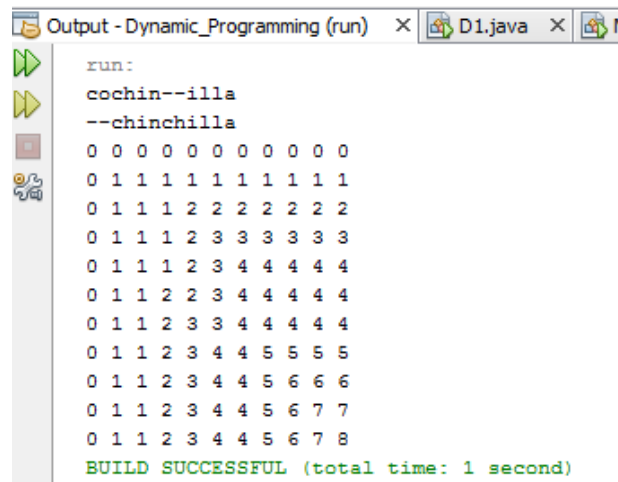 Output - Dynamic_Programming (run) D1.java
run:
cochin--illa
--chinchilla
0 0 0 0 0 0 0 0 0 0 0
0 1 1 1 1 1 1 1 1 1 1
0 1 1 1 2 2 2 2 2 2 2
0 1 1 1 2 3 3 3 3 3 3
0 1 1 1 2 3 4 4 4 4 4
0 1 1 2 2 3 4 4 4 4 4
0 1 1 2 3 3 4 4 4 4 4
0 1 1 2 3 4 4 5 5 5 5
0 1 1 2 3 4 4 5 6 6 6
0 1 1 2 3 4 4 5 6 7 7
0 1 1 2 3 4 4 5 6 7 8
BUILD SUCCESSFUL (total time: 1 second)